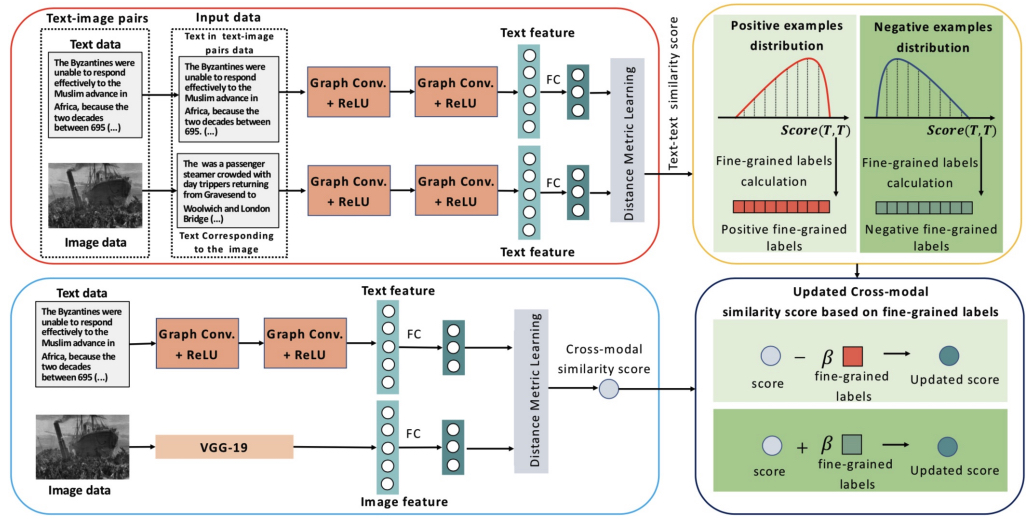 Text-image pairs
Input data
Text data
Text in text-image
pairs data
The Byzantines were
unable to respond
effectively to the
Muslim advance in
Africa, because the
two decades
between 695 (...)
The Byzantines were
unable to respond
effectively to the
Muslim advance in
Africa, because the
two decades between
695. (...)
Graph Conv.
+ ReLU
Graph Conv.
+ ReLU
Text feature
FC
Image data
The was a passenger
steamer crowded with
day trippers returning
from Gravesend to
Woolwich and London
Bridge (...)
Text Corresponding
to the image
Graph Conv.
+ ReLU
Graph Conv.
+ ReLU
FC
Text feature
Distance Metric Learning
Text-text similarity score
Positive examples
distribution
Score(T,T)
Fine-grained labels
calculation
Positive fine-grained
labels
Negative examples
distribution
Score(T,T)
Fine-grained labels
calculation
Negative fine-grained
labels
Text data
The Byzantines were
unable to respond
effectively to the
Muslim advance in
Africa, because the
two decades
between 695 (...)
Graph Conv.
+ ReLU
Graph Conv.
+ ReLU
Text feature
FC
Image data
VGG-19
FC
Image feature
Distance Metric Learning
Cross-modal
similarity score
Updated Cross-modal
similarity score based on fine-grained labels
− β
score
fine-grained
labels
Updated score
+ β
score
fine-grained
labels
Updated score